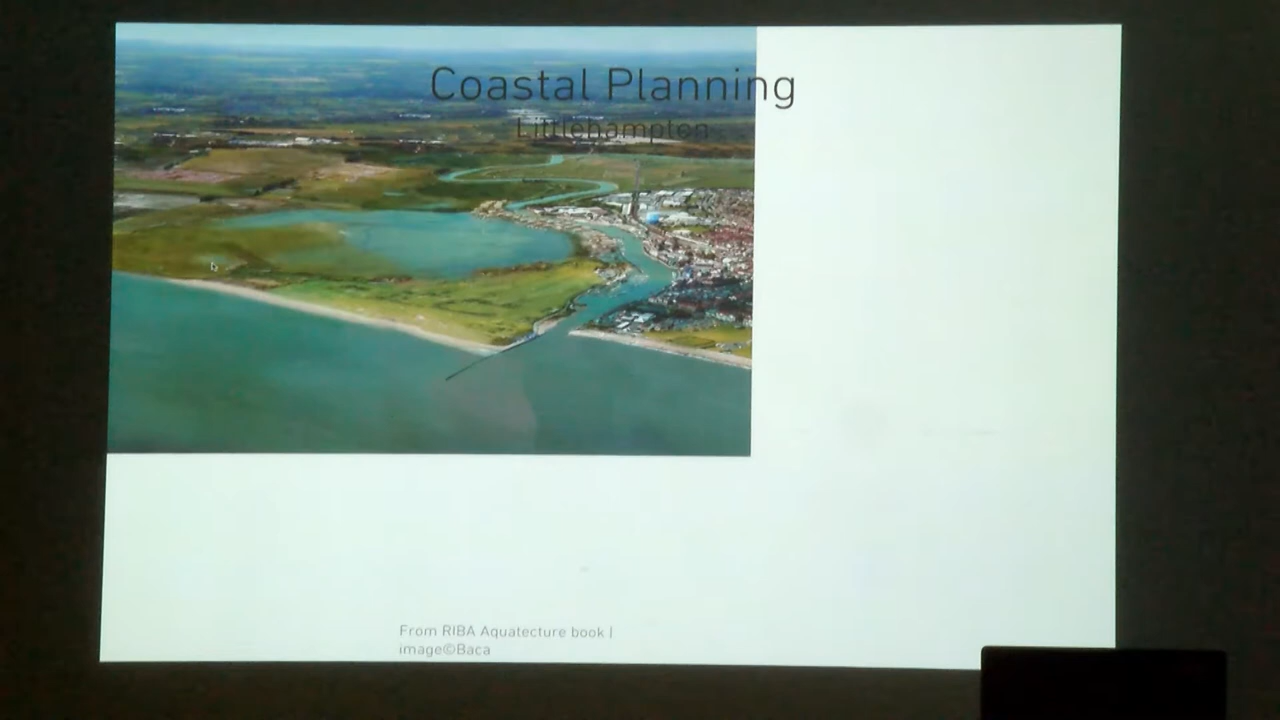 Coastal Planning
Littlehampton
From RIBA Aquatecture book |
image©Baca